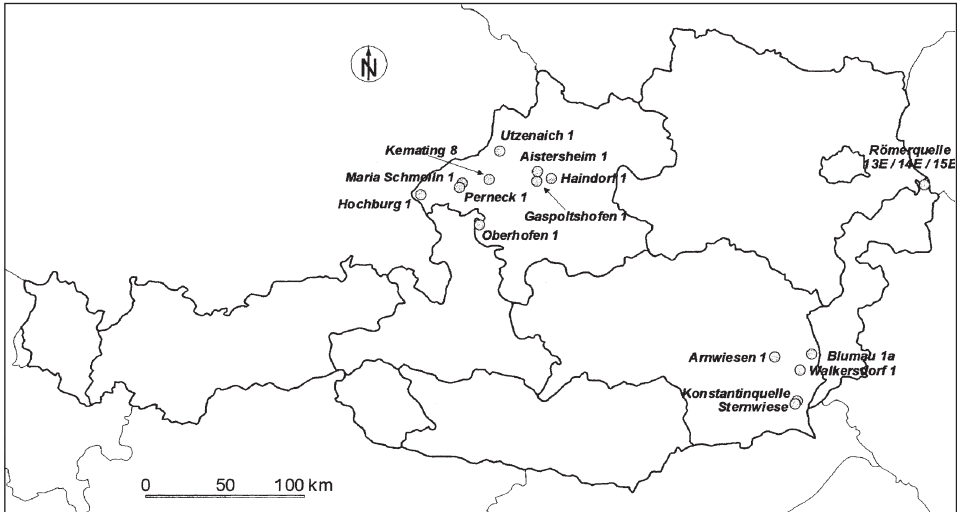 N
Utzenaich 1
Kemating 8
Aistersheim 1
Römerquelle
13E / 14E / 15E
Maria Schmolln 1
Haindorf 1
Hochburg 1
Perneck 1
Gaspoltshofen 1
Oberhofen 1
Arnwiesen 1
Blumau 1a
Walkersdorf 1
Konstantinquelle
Sternwiese
0 50 100 km